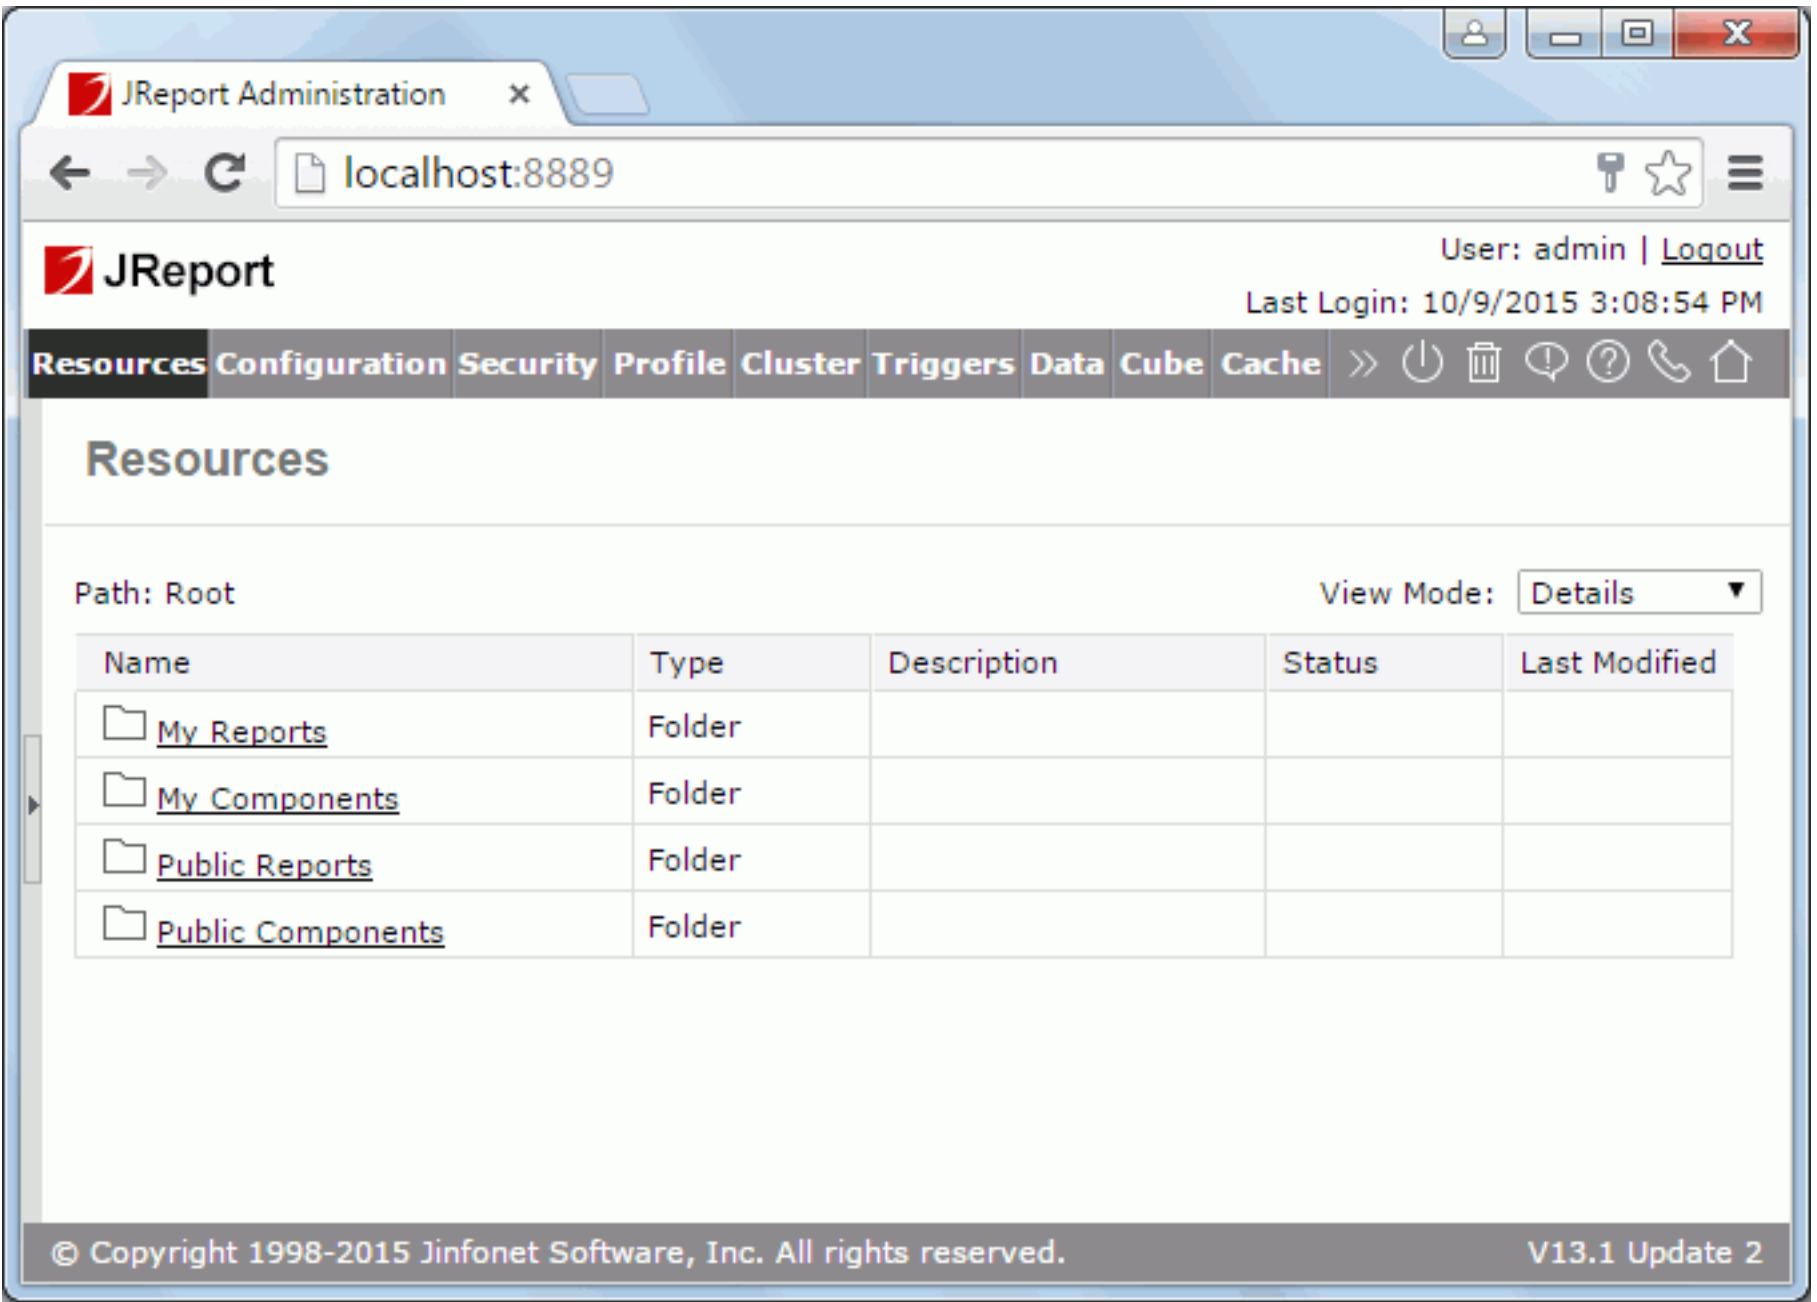 JReport Administration
localhost:8889
JReport
User: admin | Logout
Last Login: 10/9/2015 3:08:54 PM
Resources Configuration Security Profile Cluster Triggers Data Cube Cache
Resources
Path: Root View Mode: Details
Name Type Description Status Last Modified
My Reports Folder
My Components Folder
Public Reports Folder
Public Components Folder
© Copyright 1998-2015 Jinfonet Software, Inc. All rights reserved. V13.1 Update 2